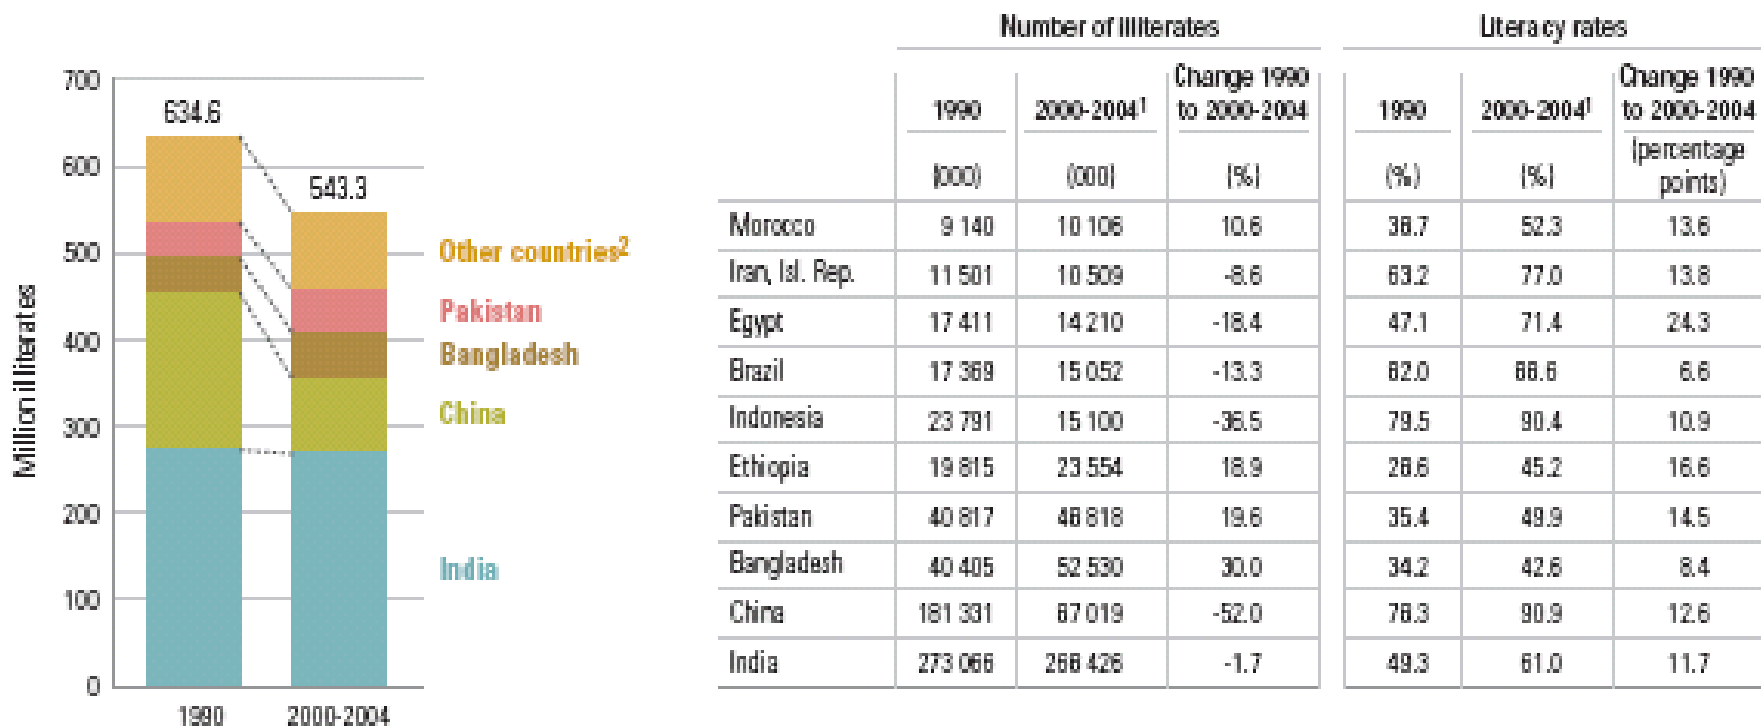 Million illiterates
700
600
500
400
300
200
100
0
634.6
543.3
1990
2000-2004
Other countries²
Pakistan
Bangladesh
China
India
Number of illiterates Literacy rates
1990 2000-2004¹ Change 1990 to 2000-2004 1990 2000-2004¹ Change 1990 to 2000-2004
(000) (000) (%) (%) (%) (percentage points)
Morocco 9 140 10 106 10.6 38.7 52.3 13.6
Iran, Isl. Rep. 11 501 10 509 -8.6 63.2 77.0 13.8
Egypt 17 411 14 210 -18.4 47.1 71.4 24.3
Brazil 17 369 15 052 -13.3 82.0 88.6 6.6
Indonesia 23 791 15 100 -36.5 79.5 90.4 10.9
Ethiopia 19 815 23 554 18.9 28.6 45.2 16.6
Pakistan 40 817 48 818 19.6 35.4 49.9 14.5
Bangladesh 40 405 52 530 30.0 34.2 42.6 8.4
China 181 331 87 019 -52.0 78.3 90.9 12.6
India 273 066 268 426 -1.7 49.3 61.0 11.7